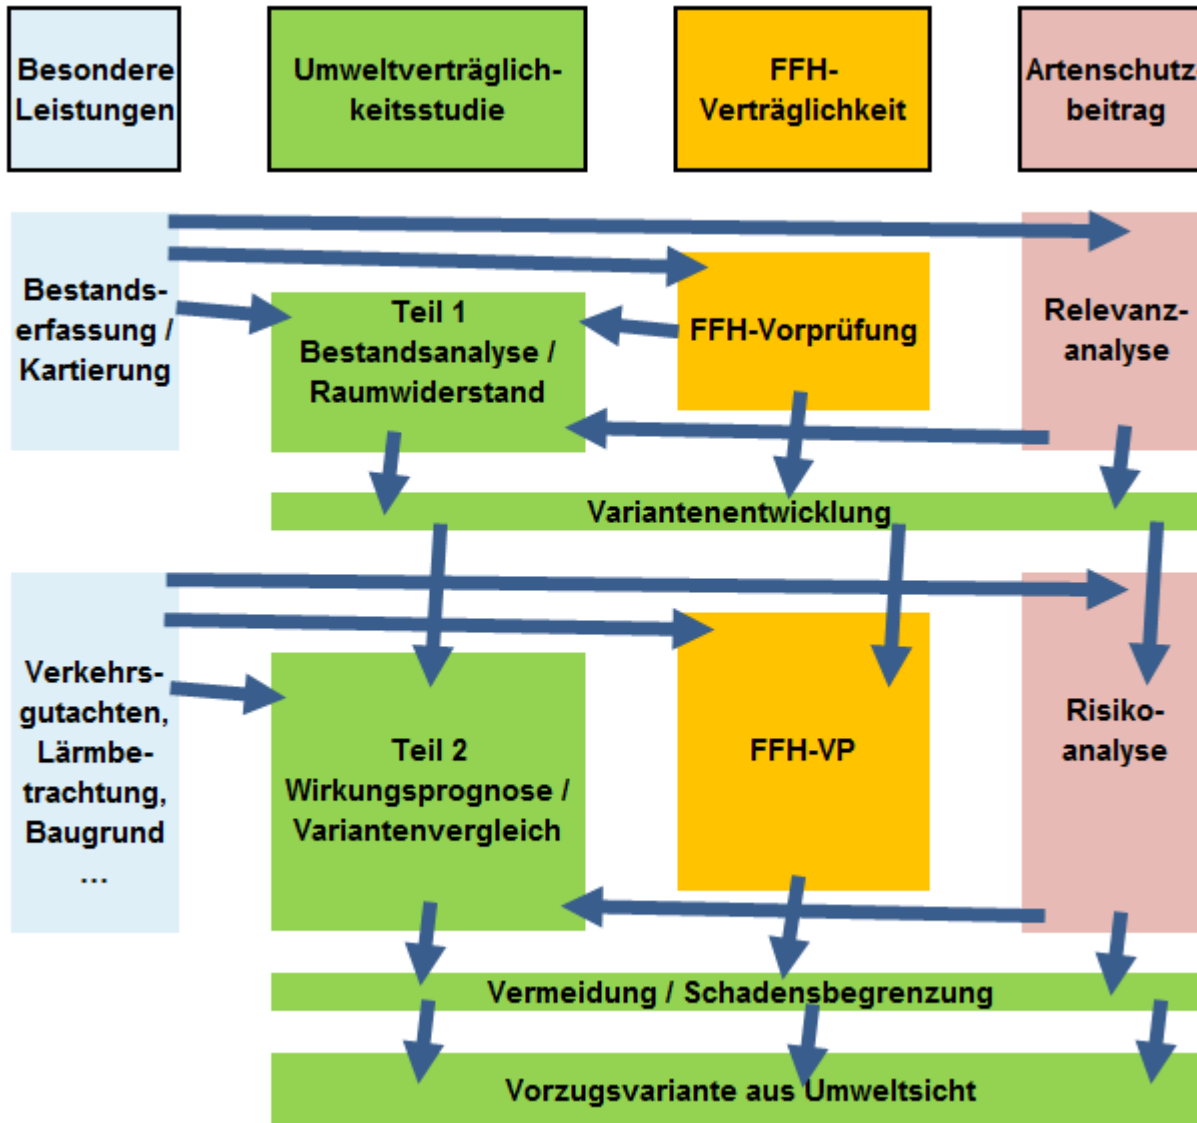 Besondere
Leistungen
Umweltverträglich-
keitsstudie
FFH-
Verträglichkeit
Artenschutz
beitrag
Bestands-
erfassung /
Kartierung
Teil 1
Bestandsanalyse /
Raumwiderstand
FFH-Vorprüfung
Relevanz-
analyse
Variantenentwicklung
Verkehrs-
gutachten,
Lärmbe-
trachtung,
Baugrund
...
Teil 2
Wirkungsprognose /
Variantenvergleich
FFH-VP
Risiko-
analyse
Vermeidung / Schadensbegrenzung
Vorzugsvariante aus Umweltsicht